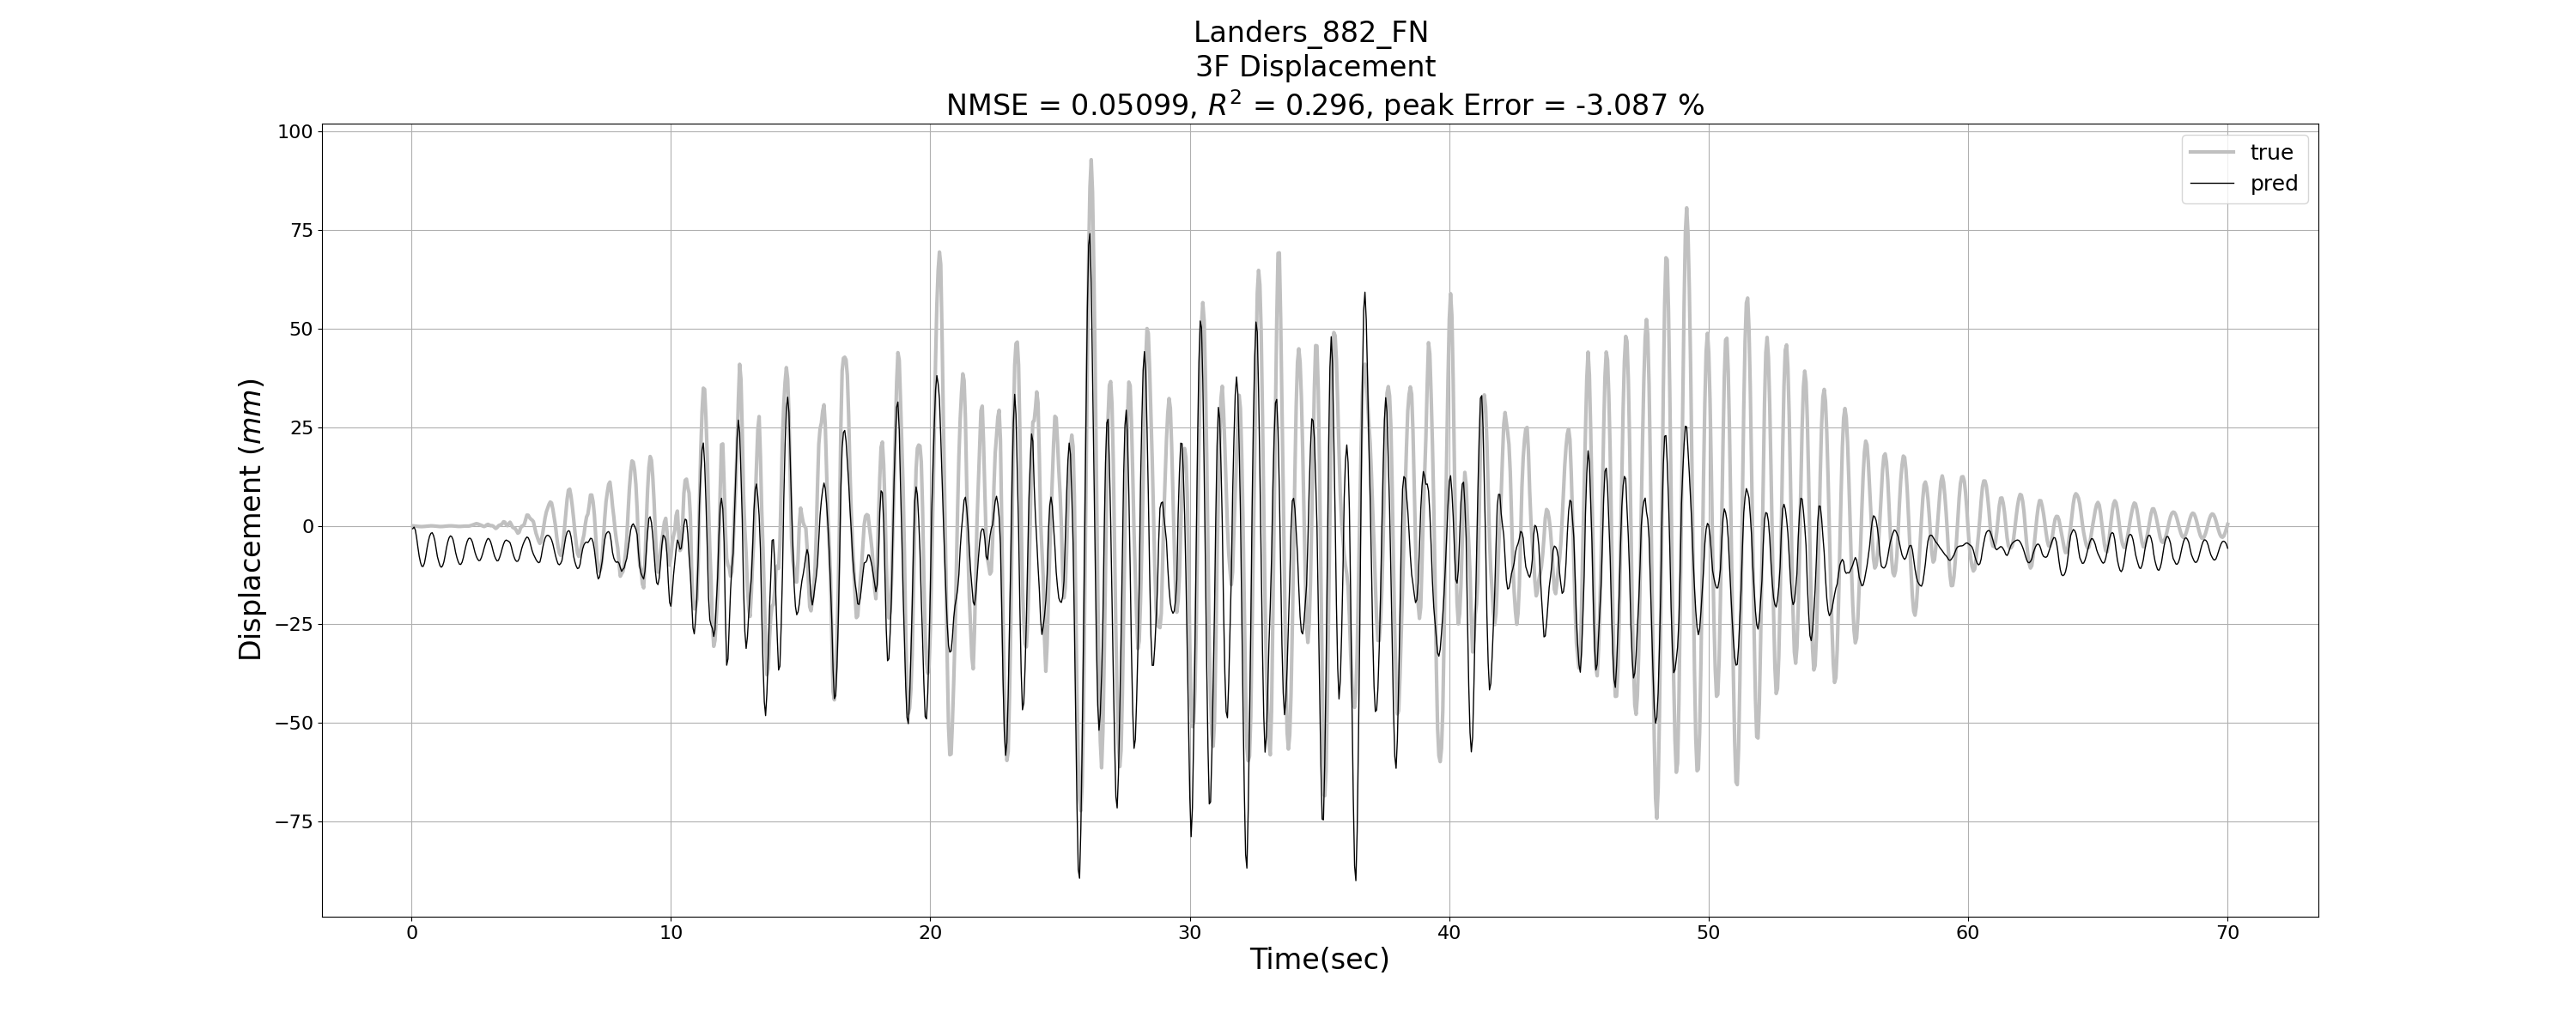 Landers_882_FN
3F Displacement
NMSE = 0.05099, R² = 0.296, peak Error = -3.087 %
true
pred
Displacement (mm)
100
75
50
25
0
−25
−50
−75
0 10 20 30 40 50 60 70
Time(sec)